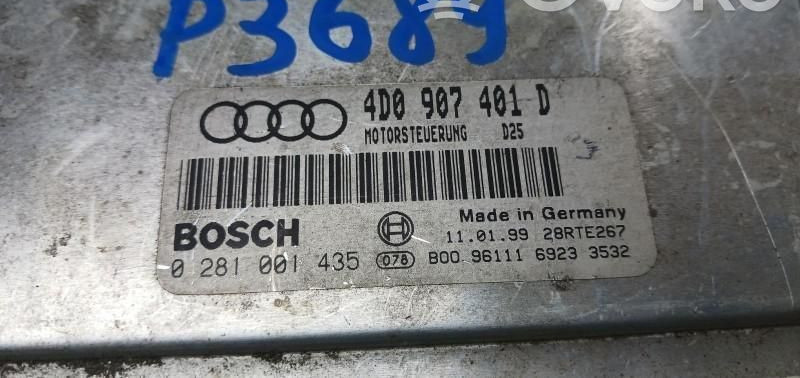 P3689
4D0 907 401 D
MOTORSTEUERUNG D25
BOSCH
Made in Germany
11.01.99 28RTE267
0 281 001 435 078 B00 96111 6923 3532